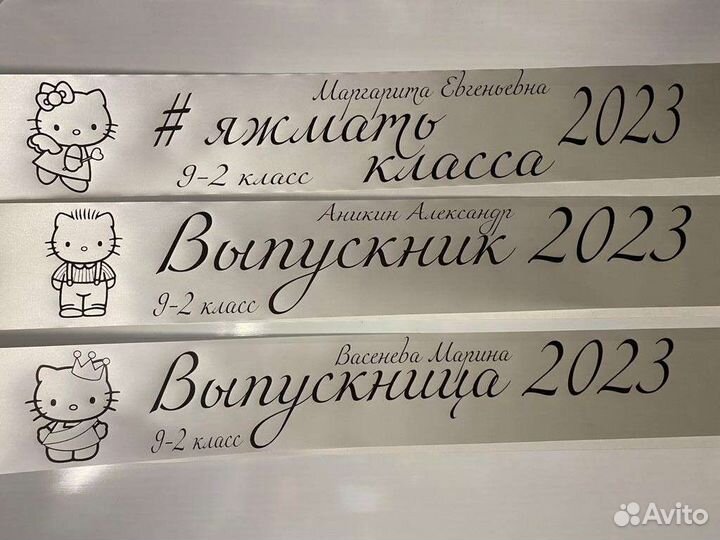 Маргарита Евгеньевна
# яжмать 2023
9-2 класс класса
Аникин Александр
Выпускник 2023
9-2 класс
Васенева Марина
Выпускница 2023
9-2 класс
Avito